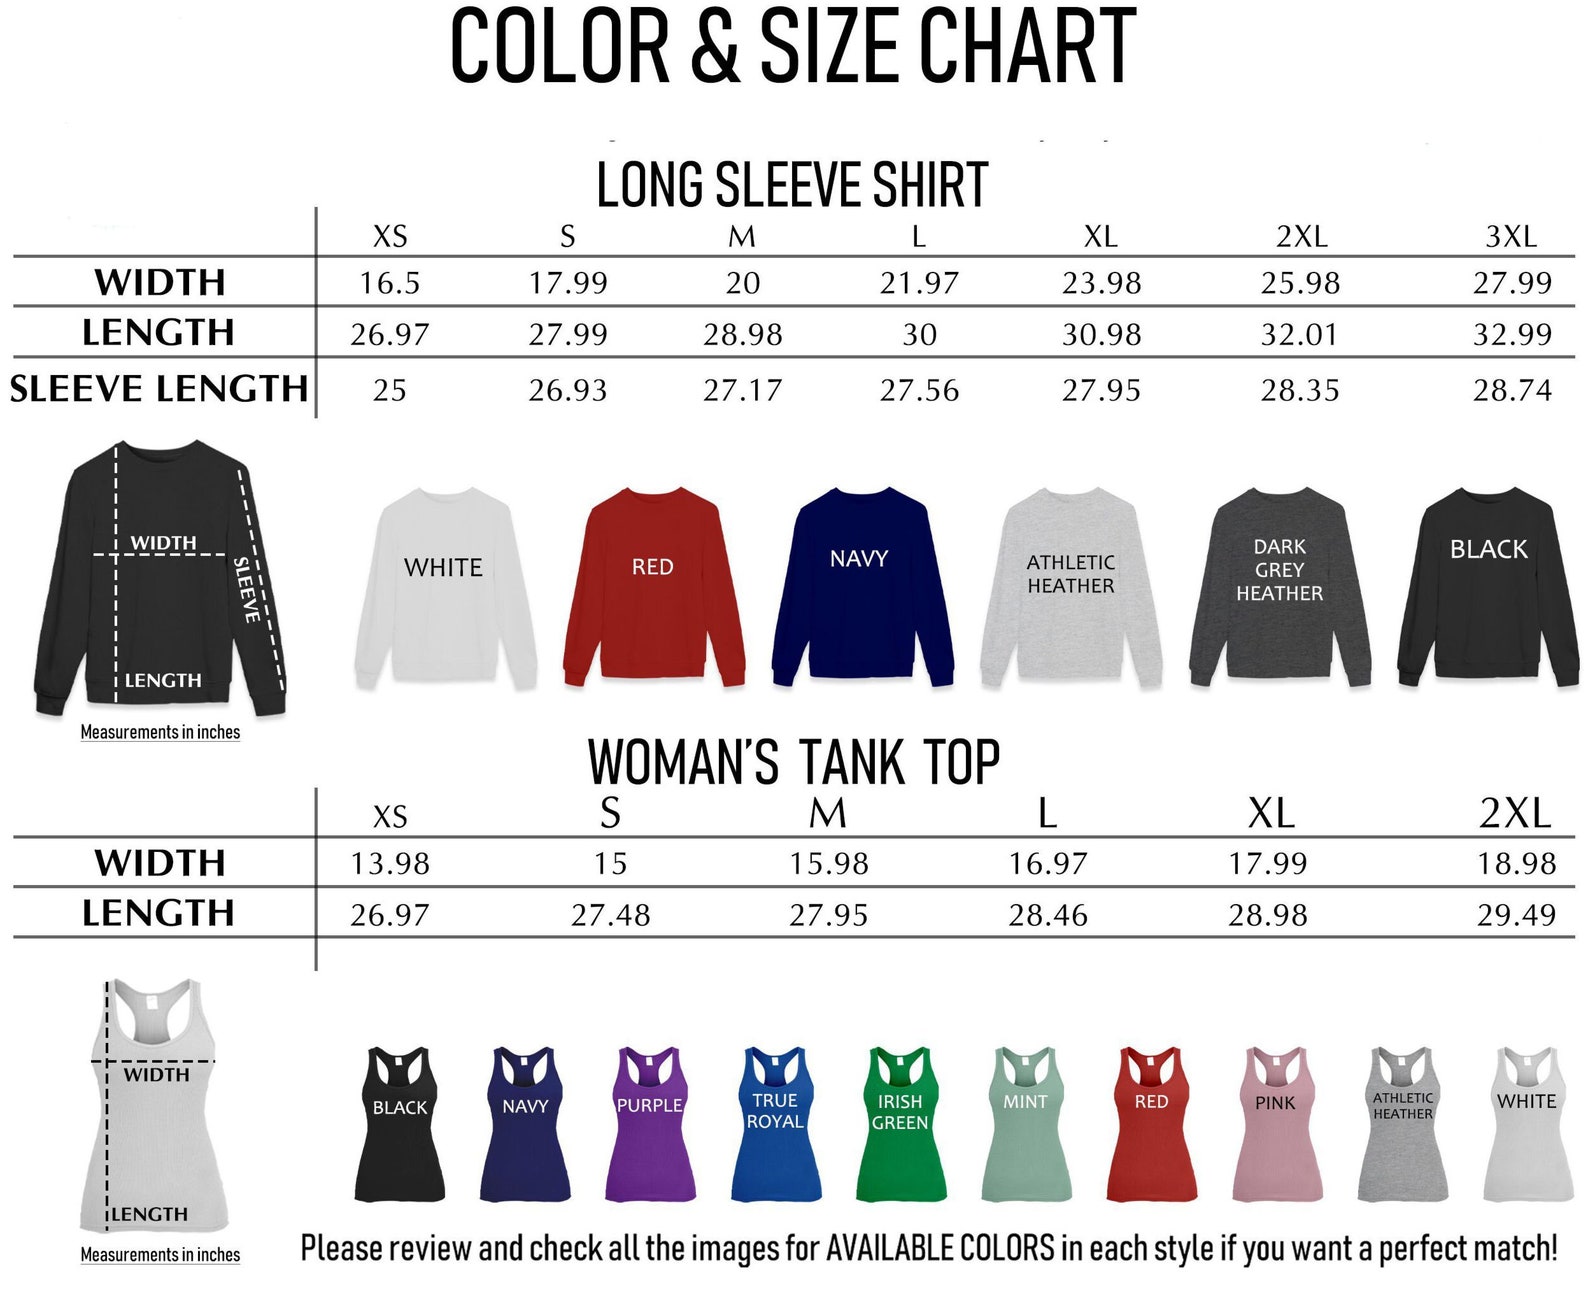 COLOR & SIZE CHART
LONG SLEEVE SHIRT
XS S M L XL 2XL 3XL
WIDTH 16.5 17.99 20 21.97 23.98 25.98 27.99
LENGTH 26.97 27.99 28.98 30 30.98 32.01 32.99
SLEEVE LENGTH 25 26.93 27.17 27.56 27.95 28.35 28.74
WIDTH
SLEEVE
LENGTH
Measurements in inches
WHITE
RED
NAVY
ATHLETIC
HEATHER
DARK
GREY
HEATHER
BLACK
WOMAN'S TANK TOP
XS S M L XL 2XL
WIDTH 13.98 15 15.98 16.97 17.99 18.98
LENGTH 26.97 27.48 27.95 28.46 28.98 29.49
WIDTH
LENGTH
Measurements in inches
BLACK
NAVY
PURPLE
TRUE
ROYAL
IRISH
GREEN
MINT
RED
PINK
ATHLETIC
HEATHER
WHITE
Please review and check all the images for AVAILABLE COLORS in each style if you want a perfect match!